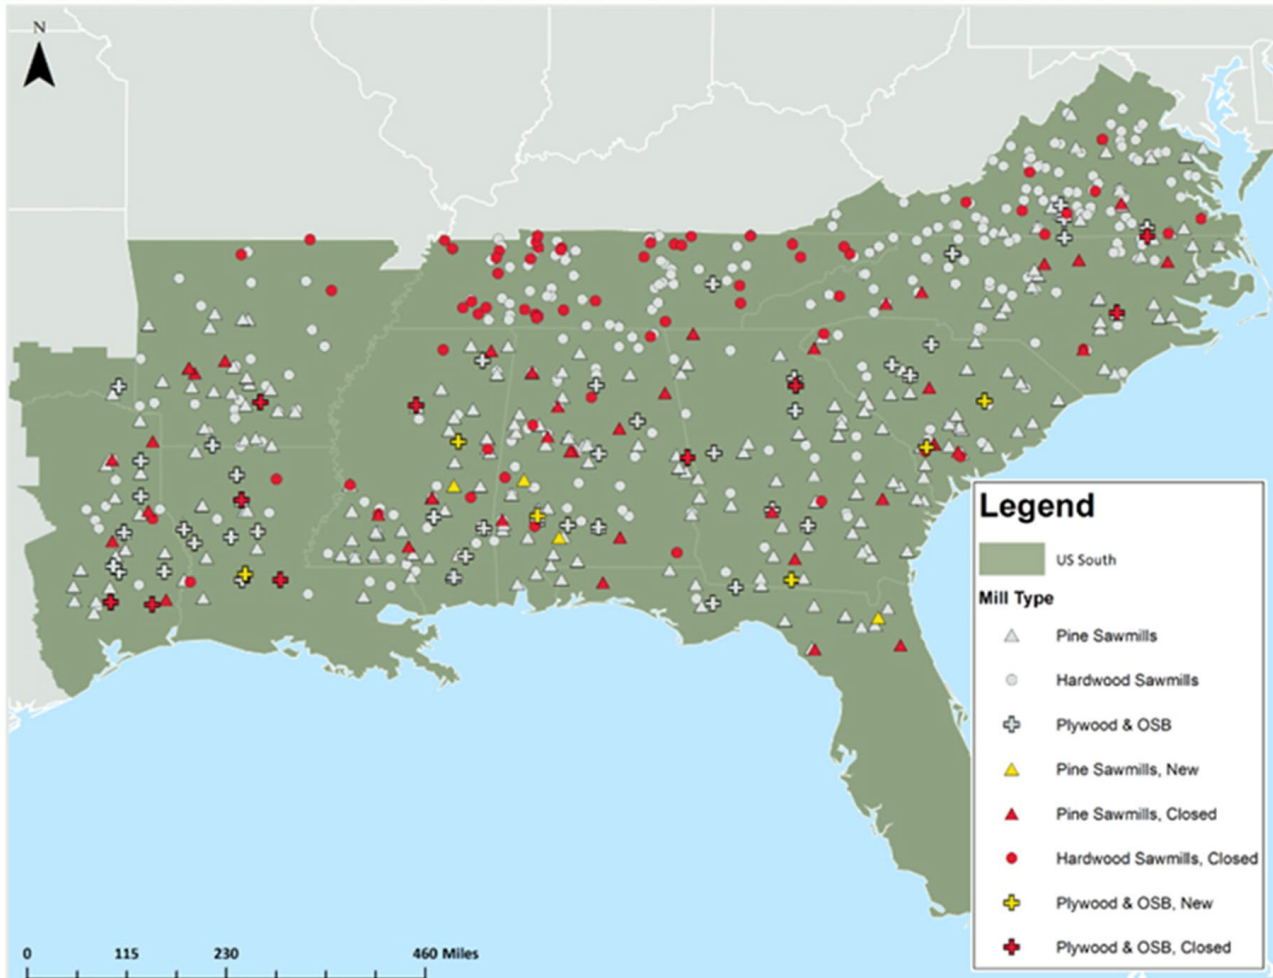 N
Legend
US South
Mill Type
Pine Sawmills
Hardwood Sawmills
Plywood & OSB
Pine Sawmills, New
Pine Sawmills, Closed
Hardwood Sawmills, Closed
Plywood & OSB, New
Plywood & OSB, Closed
0 115 230 460 Miles